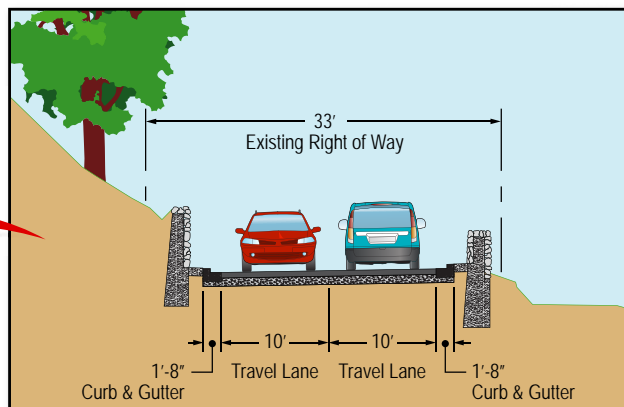 33′
Existing Right of Way
10′ 10′
1′-8″ Travel Lane Travel Lane 1′-8″
Curb & Gutter Curb & Gutter